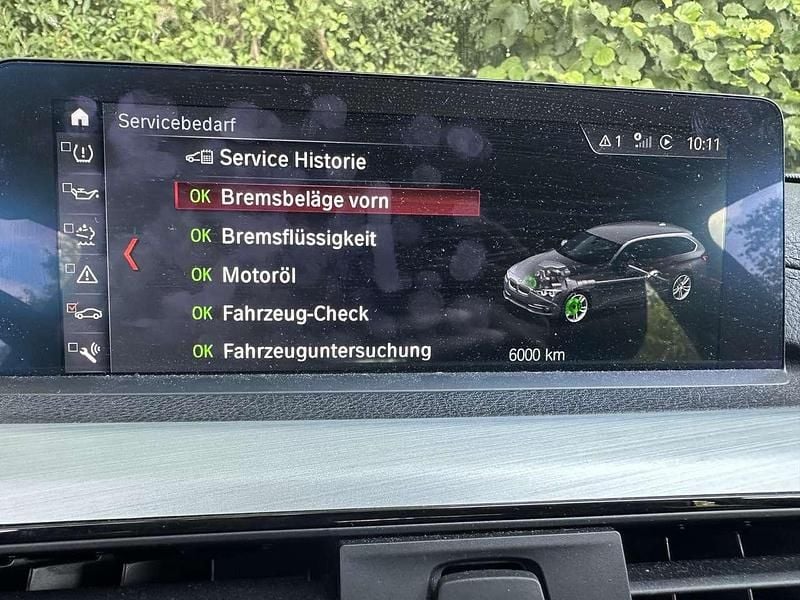 Servicebedarf
1 10:11
Service Historie
OK Bremsbeläge vorn
OK Bremsflüssigkeit
OK Motoröl
OK Fahrzeug-Check
OK Fahrzeuguntersuchung
6000 km